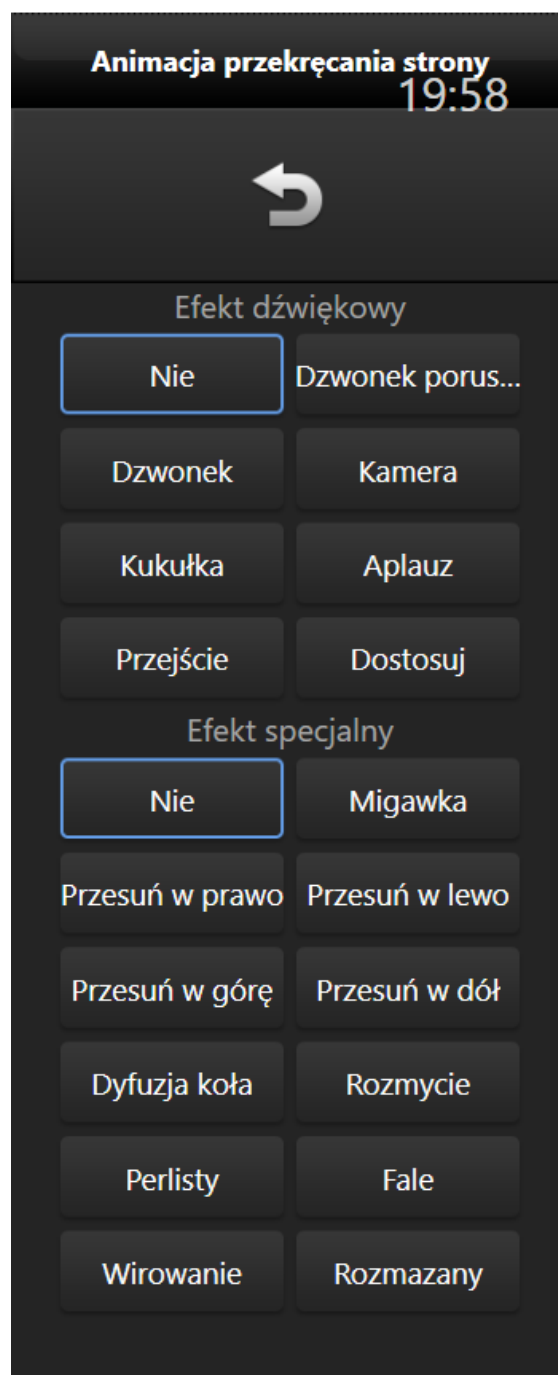 Animacja przekręcania strony
19:58
Efekt dźwiękowy
Nie
Dzwonek porus...
Dzwonek
Kamera
Kukułka
Aplauz
Przejście
Dostosuj
Efekt specjalny
Nie
Migawka
Przesuń w prawo
Przesuń w lewo
Przesuń w górę
Przesuń w dół
Dyfuzja koła
Rozmycie
Perlisty
Fale
Wirowanie
Rozmazany